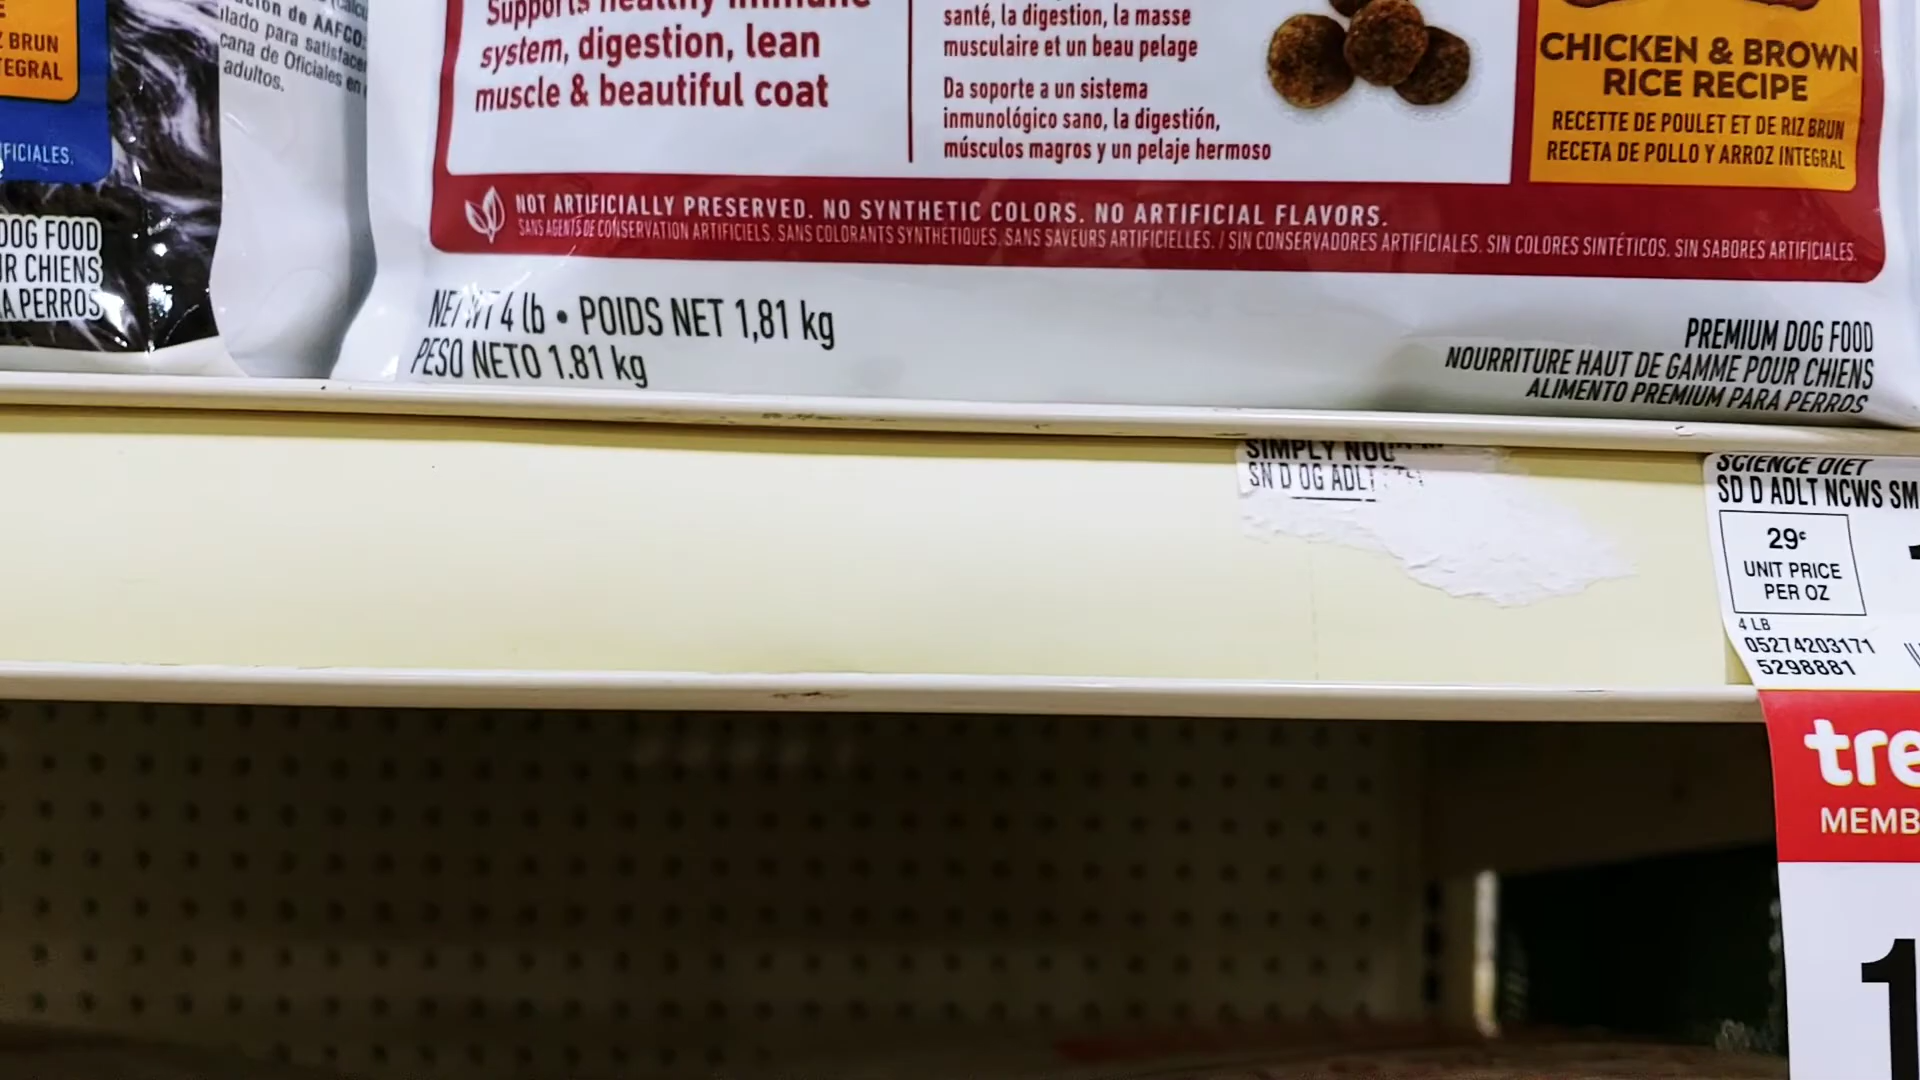 ción de AAFCO.
ulado para satisfacer
cana de Oficiales en
adultos.
Z BRUN
TEGRAL
FICIALES.
DOG FOOD
UR CHIENS
A PERROS
Supports healthy immune
system, digestion, lean
muscle & beautiful coat
santé, la digestion, la masse
musculaire et un beau pelage
Da soporte a un sistema
inmunológico sano, la digestión,
músculos magros y un pelaje hermoso
CHICKEN & BROWN
RICE RECIPE
RECETTE DE POULET ET DE RIZ BRUN
RECETA DE POLLO Y ARROZ INTEGRAL
NOT ARTIFICIALLY PRESERVED. NO SYNTHETIC COLORS. NO ARTIFICIAL FLAVORS.
SANS AGENTS DE CONSERVATION ARTIFICIELS. SANS COLORANTS SYNTHÉTIQUES. SANS SAVEURS ARTIFICIELLES. / SIN CONSERVADORES ARTIFICIALES. SIN COLORES SINTÉTICOS. SIN SABORES ARTIFICIALES.
NET WT 4 lb • POIDS NET 1,81 kg
PESO NETO 1.81 kg
PREMIUM DOG FOOD
NOURRITURE HAUT DE GAMME POUR CHIENS
ALIMENTO PREMIUM PARA PERROS
SIMPLY NOU
SN D OG ADLT
SCIENCE DIET
SD D ADLT NCWS SM
29¢
UNIT PRICE
PER OZ
4 LB
05274203171
5298881
tre
MEMB
1